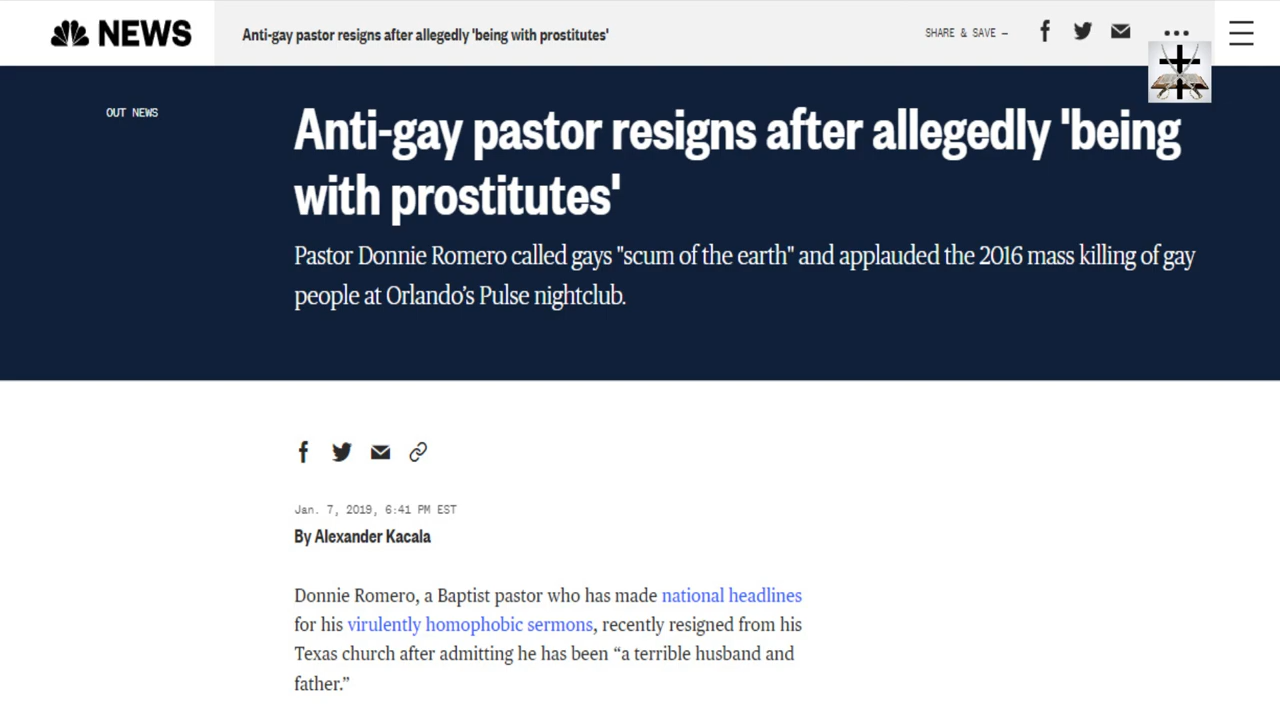 NEWS
Anti-gay pastor resigns after allegedly 'being with prostitutes'
SHARE & SAVE —
OUT NEWS
Anti-gay pastor resigns after allegedly 'being
with prostitutes'
Pastor Donnie Romero called gays "scum of the earth" and applauded the 2016 mass killing of gay
people at Orlando’s Pulse nightclub.
Jan. 7, 2019, 6:41 PM EST
By Alexander Kacala
Donnie Romero, a Baptist pastor who has made national headlines
for his virulently homophobic sermons, recently resigned from his
Texas church after admitting he has been “a terrible husband and
father.”